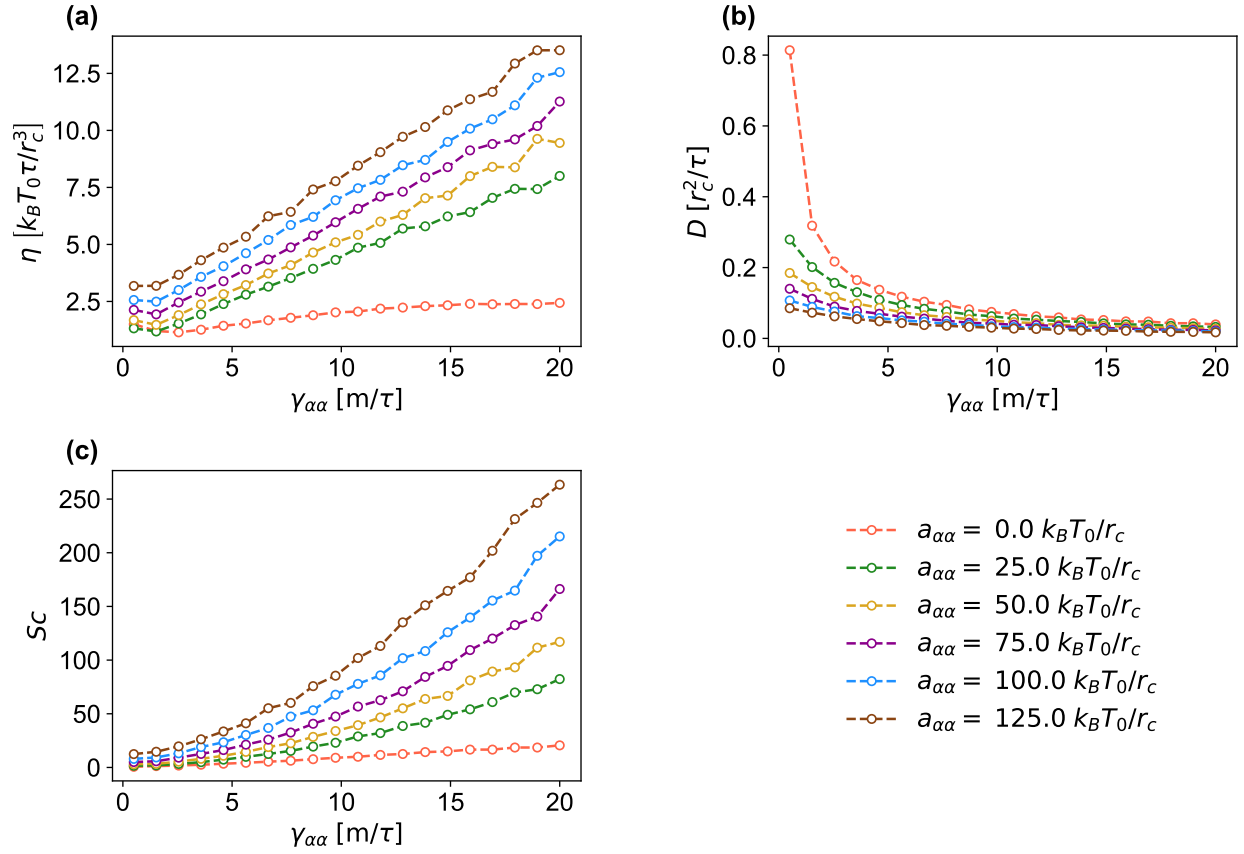 (a)
12.5
10.0
7.5
5.0
2.5
η [k_BT_0τ/r_c^3]
0 5 10 15 20
γ_αα [m/τ]
(b)
0.8
0.6
0.4
0.2
0.0
D [r_c^2/τ]
0 5 10 15 20
γ_αα [m/τ]
(c)
250
200
150
100
50
0
Sc
0 5 10 15 20
γ_αα [m/τ]
a_αα = 0.0 k_BT_0/r_c
a_αα = 25.0 k_BT_0/r_c
a_αα = 50.0 k_BT_0/r_c
a_αα = 75.0 k_BT_0/r_c
a_αα = 100.0 k_BT_0/r_c
a_αα = 125.0 k_BT_0/r_c